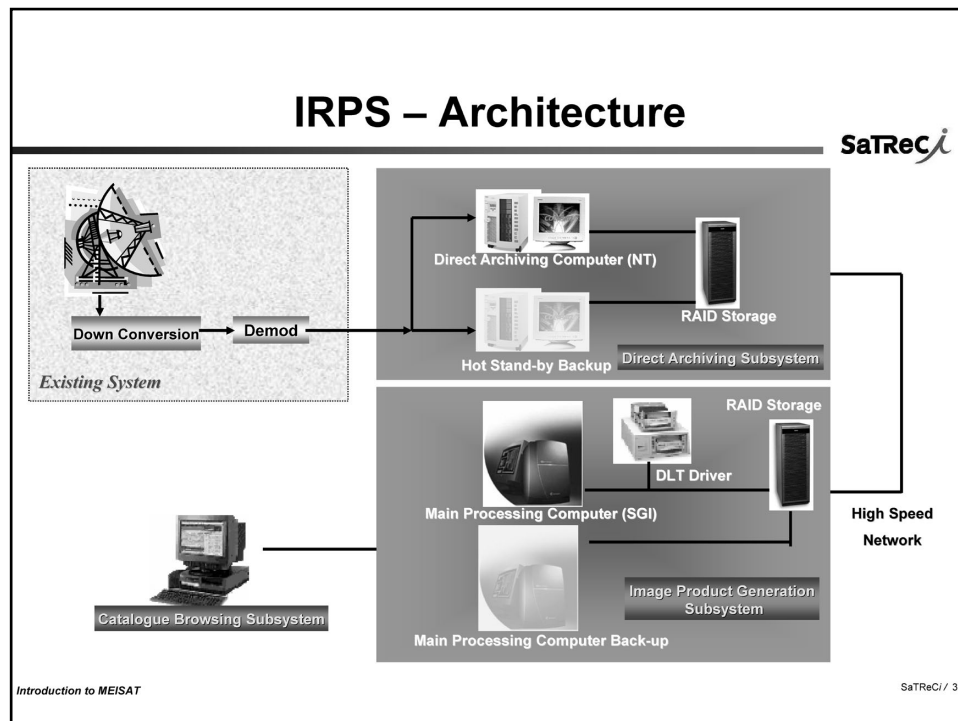 IRPS – Architecture
SaTReCi
Down Conversion
Demod
Existing System
Direct Archiving Computer (NT)
RAID Storage
Hot Stand-by Backup
Direct Archiving Subsystem
RAID Storage
DLT Driver
Main Processing Computer (SGI)
High Speed
Network
Image Product Generation
Subsystem
Catalogue Browsing Subsystem
Main Processing Computer Back-up
Introduction to MEISAT
SaTReCi / 3